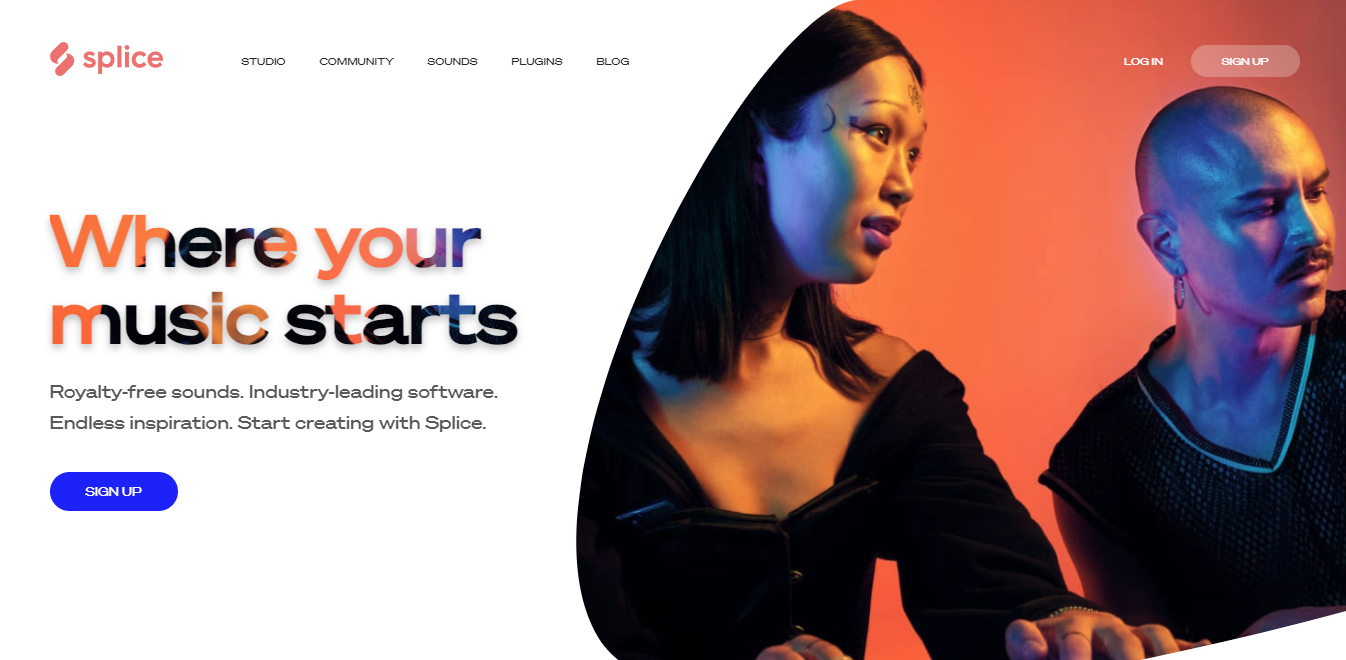 splice
STUDIO
COMMUNITY
SOUNDS
PLUGINS
BLOG
LOG IN
SIGN UP
Where your
music starts
Royalty-free sounds. Industry-leading software.
Endless inspiration. Start creating with Splice.
SIGN UP